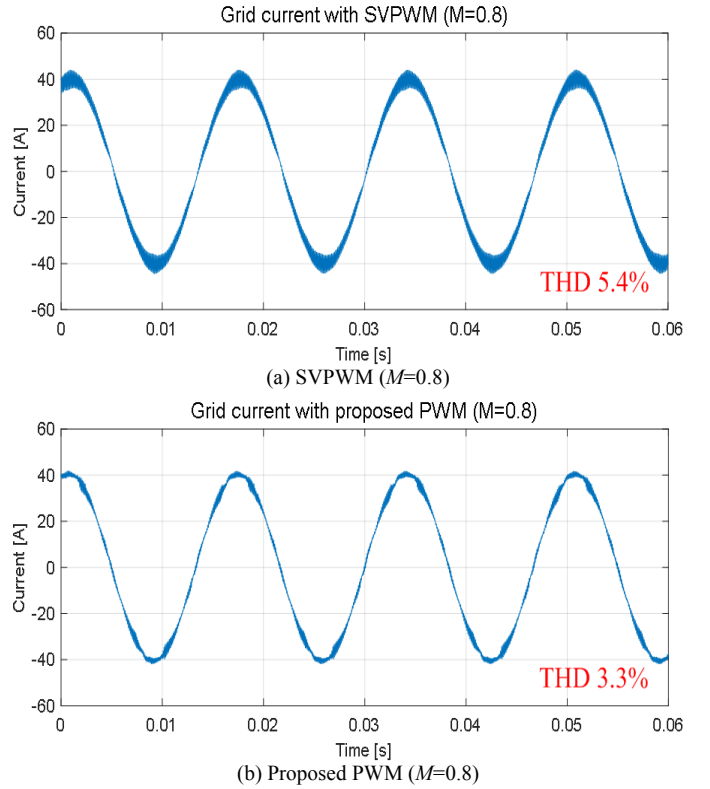 Grid current with SVPWM (M=0.8)
60
40
20
0
-20
-40
-60
Current [A]
THD 5.4%
0 0.01 0.02 0.03 0.04 0.05 0.06
Time [s]
(a) SVPWM (M=0.8)
Grid current with proposed PWM (M=0.8)
60
40
20
0
-20
-40
-60
Current [A]
THD 3.3%
0 0.01 0.02 0.03 0.04 0.05 0.06
Time [s]
(b) Proposed PWM (M=0.8)